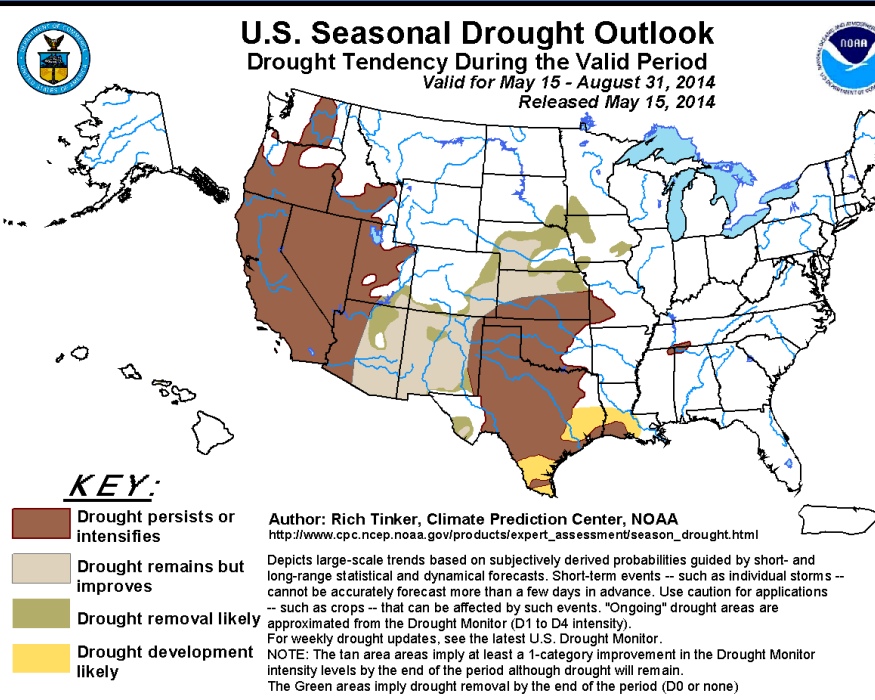 U.S. Seasonal Drought Outlook
Drought Tendency During the Valid Period
Valid for May 15 - August 31, 2014
Released May 15, 2014
DEPARTMENT OF COMMERCE
UNITED STATES OF AMERICA
NOAA
KEY:
Drought persists or
intensifies
Drought remains but
improves
Drought removal likely
Drought development
likely
Author: Rich Tinker, Climate Prediction Center, NOAA
http://www.cpc.ncep.noaa.gov/products/expert_assessment/season_drought.html
Depicts large-scale trends based on subjectively derived probabilities guided by short- and
long-range statistical and dynamical forecasts. Short-term events -- such as individual storms --
cannot be accurately forecast more than a few days in advance. Use caution for applications
-- such as crops -- that can be affected by such events. "Ongoing" drought areas are
approximated from the Drought Monitor (D1 to D4 intensity).
For weekly drought updates, see the latest U.S. Drought Monitor.
NOTE: The tan area areas imply at least a 1-category improvement in the Drought Monitor
intensity levels by the end of the period although drought will remain.
The Green areas imply drought removal by the end of the period (D0 or none)